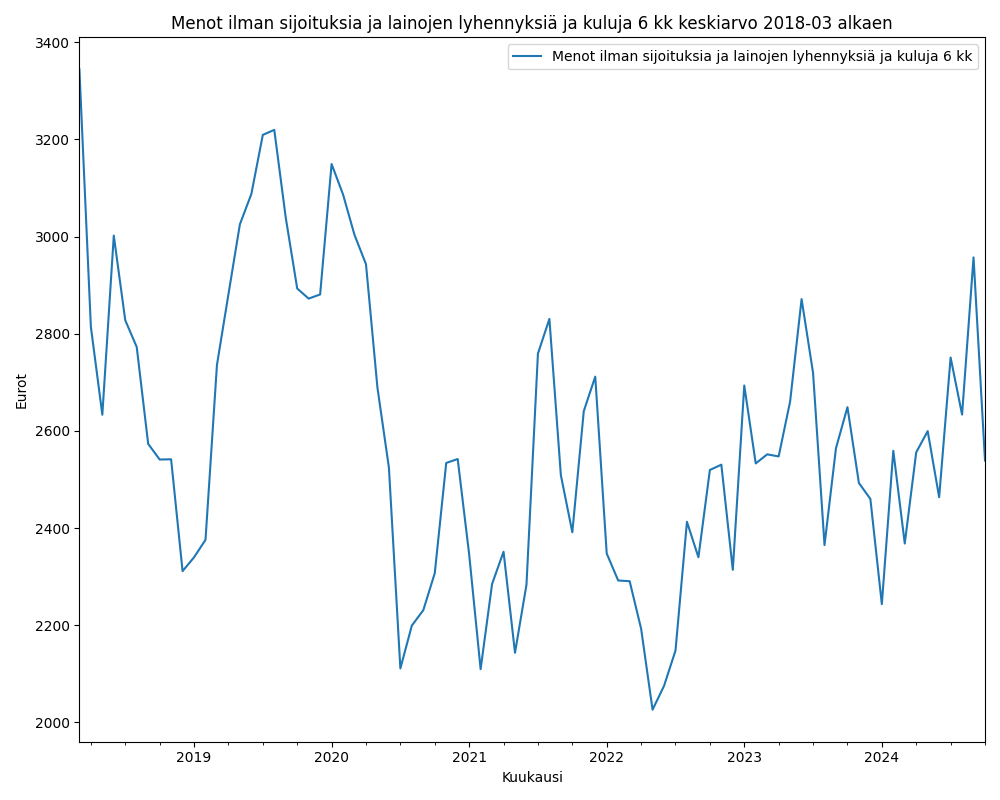 Menot ilman sijoituksia ja lainojen lyhennyksiä ja kuluja 6 kk keskiarvo 2018-03 alkaen
Menot ilman sijoituksia ja lainojen lyhennyksiä ja kuluja 6 kk
3400
3200
3000
2800
2600
2400
2200
2000
Eurot
2019 2020 2021 2022 2023 2024
Kuukausi